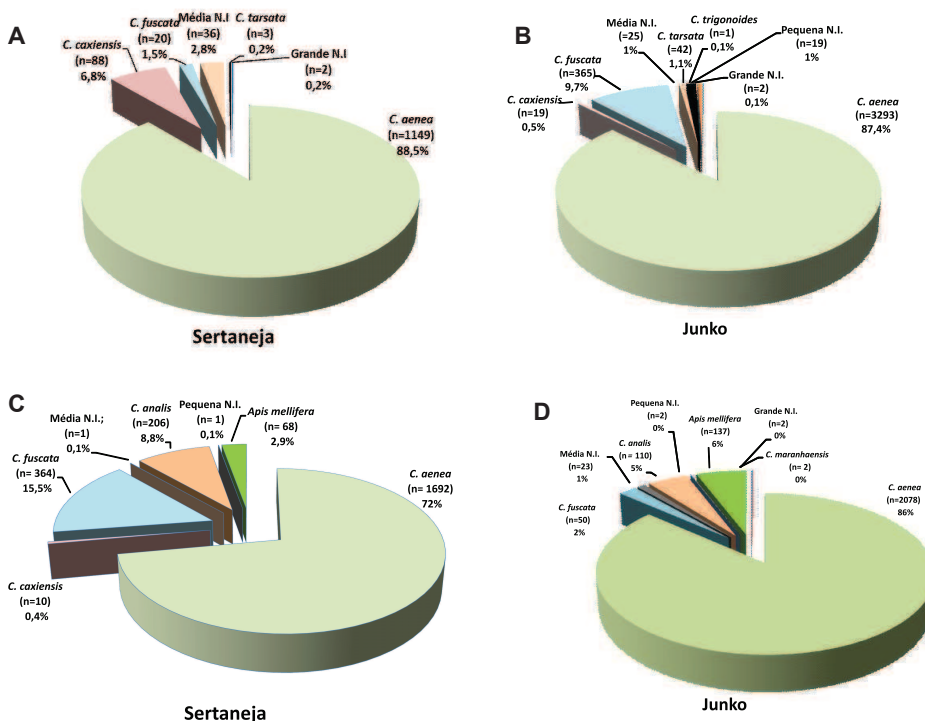 A
C. caxiensis
(n=88)
6,8%
C. fuscata
(n=20)
1,5%
Média N.I
(n=36)
2,8%
C. tarsata
(n=3)
0,2%
Grande N.I
(n=2)
0,2%
C. aenea
(n=1149)
88,5%
Sertaneja
B
C. caxiensis
(n=19)
0,5%
C. fuscata
(n=365)
9,7%
Média N.I.
(=25)
1%
C. tarsata
(=42)
1,1%
C. trigonoides
(n=1)
0,1%
Pequena N.I.
(n=19)
1%
Grande N.I.
(n=2)
0,1%
C. aenea
(n=3293)
87,4%
Junko
C
C. caxiensis
(n=10)
0,4%
C. fuscata
(n= 364)
15,5%
Média N.I.;
(n=1)
0,1%
C. analis
(n=206)
8,8%
Pequena N.I.
(n= 1)
0,1%
Apis mellifera
(n= 68)
2,9%
C. aenea
(n= 1692)
72%
Sertaneja
D
C. fuscata
(n=50)
2%
Média N.I.
(n=23)
1%
C. analis
(n= 110)
5%
Pequena N.I.
(n=2)
0%
Apis mellifera
(n=137)
6%
Grande N.I.
(n=2)
0%
C. maranhaensis
(n= 2)
0%
C. aenea
(n=2078)
86%
Junko